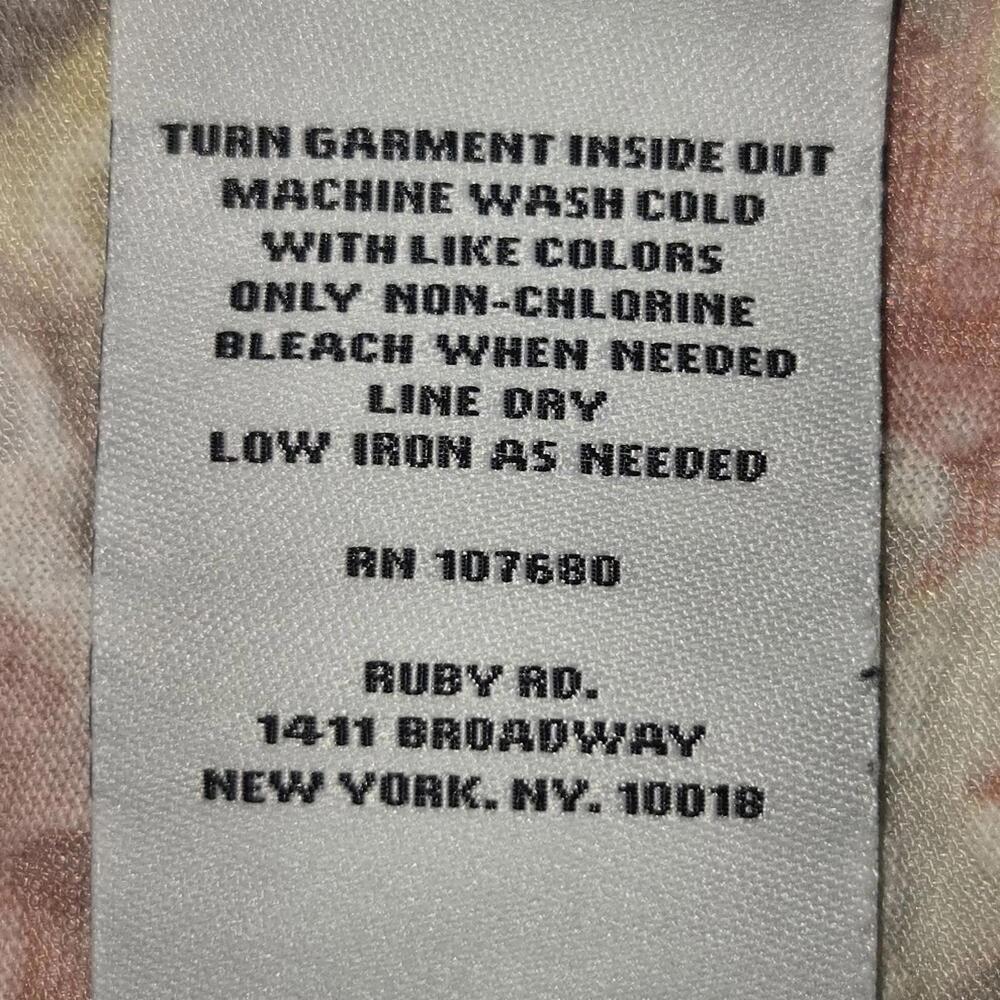 TURN GARMENT INSIDE OUT
MACHINE WASH COLD
WITH LIKE COLORS
ONLY NON-CHLORINE
BLEACH WHEN NEEDED
LINE DRY
LOW IRON AS NEEDED
RN 107680
RUBY RD.
1411 BROADWAY
NEW YORK. NY. 10018